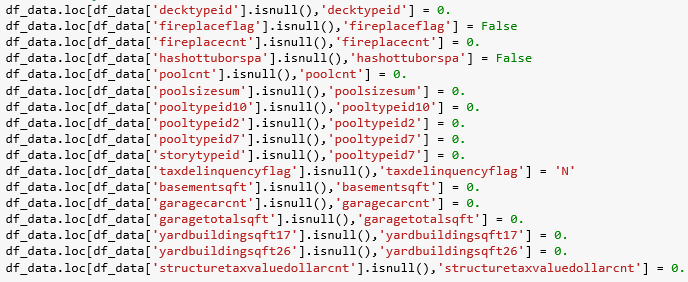 df_data.loc[df_data['decktypeid'].isnull(),'decktypeid'] = 0.
df_data.loc[df_data['fireplaceflag'].isnull(),'fireplaceflag'] = False
df_data.loc[df_data['fireplacecnt'].isnull(),'fireplacecnt'] = 0.
df_data.loc[df_data['hashottuborspa'].isnull(),'hashottuborspa'] = False
df_data.loc[df_data['poolcnt'].isnull(),'poolcnt'] = 0.
df_data.loc[df_data['poolsizesum'].isnull(),'poolsizesum'] = 0.
df_data.loc[df_data['pooltypeid10'].isnull(),'pooltypeid10'] = 0.
df_data.loc[df_data['pooltypeid2'].isnull(),'pooltypeid2'] = 0.
df_data.loc[df_data['pooltypeid7'].isnull(),'pooltypeid7'] = 0.
df_data.loc[df_data['storytypeid'].isnull(),'pooltypeid7'] = 0.
df_data.loc[df_data['taxdelinquencyflag'].isnull(),'taxdelinquencyflag'] = 'N'
df_data.loc[df_data['basementsqft'].isnull(),'basementsqft'] = 0.
df_data.loc[df_data['garagecarcnt'].isnull(),'garagecarcnt'] = 0.
df_data.loc[df_data['garagetotalsqft'].isnull(),'garagetotalsqft'] = 0.
df_data.loc[df_data['yardbuildingsqft17'].isnull(),'yardbuildingsqft17'] = 0.
df_data.loc[df_data['yardbuildingsqft26'].isnull(),'yardbuildingsqft26'] = 0.
df_data.loc[df_data['structuretaxvaluedollarcnt'].isnull(),'structuretaxvaluedollarcnt'] = 0.